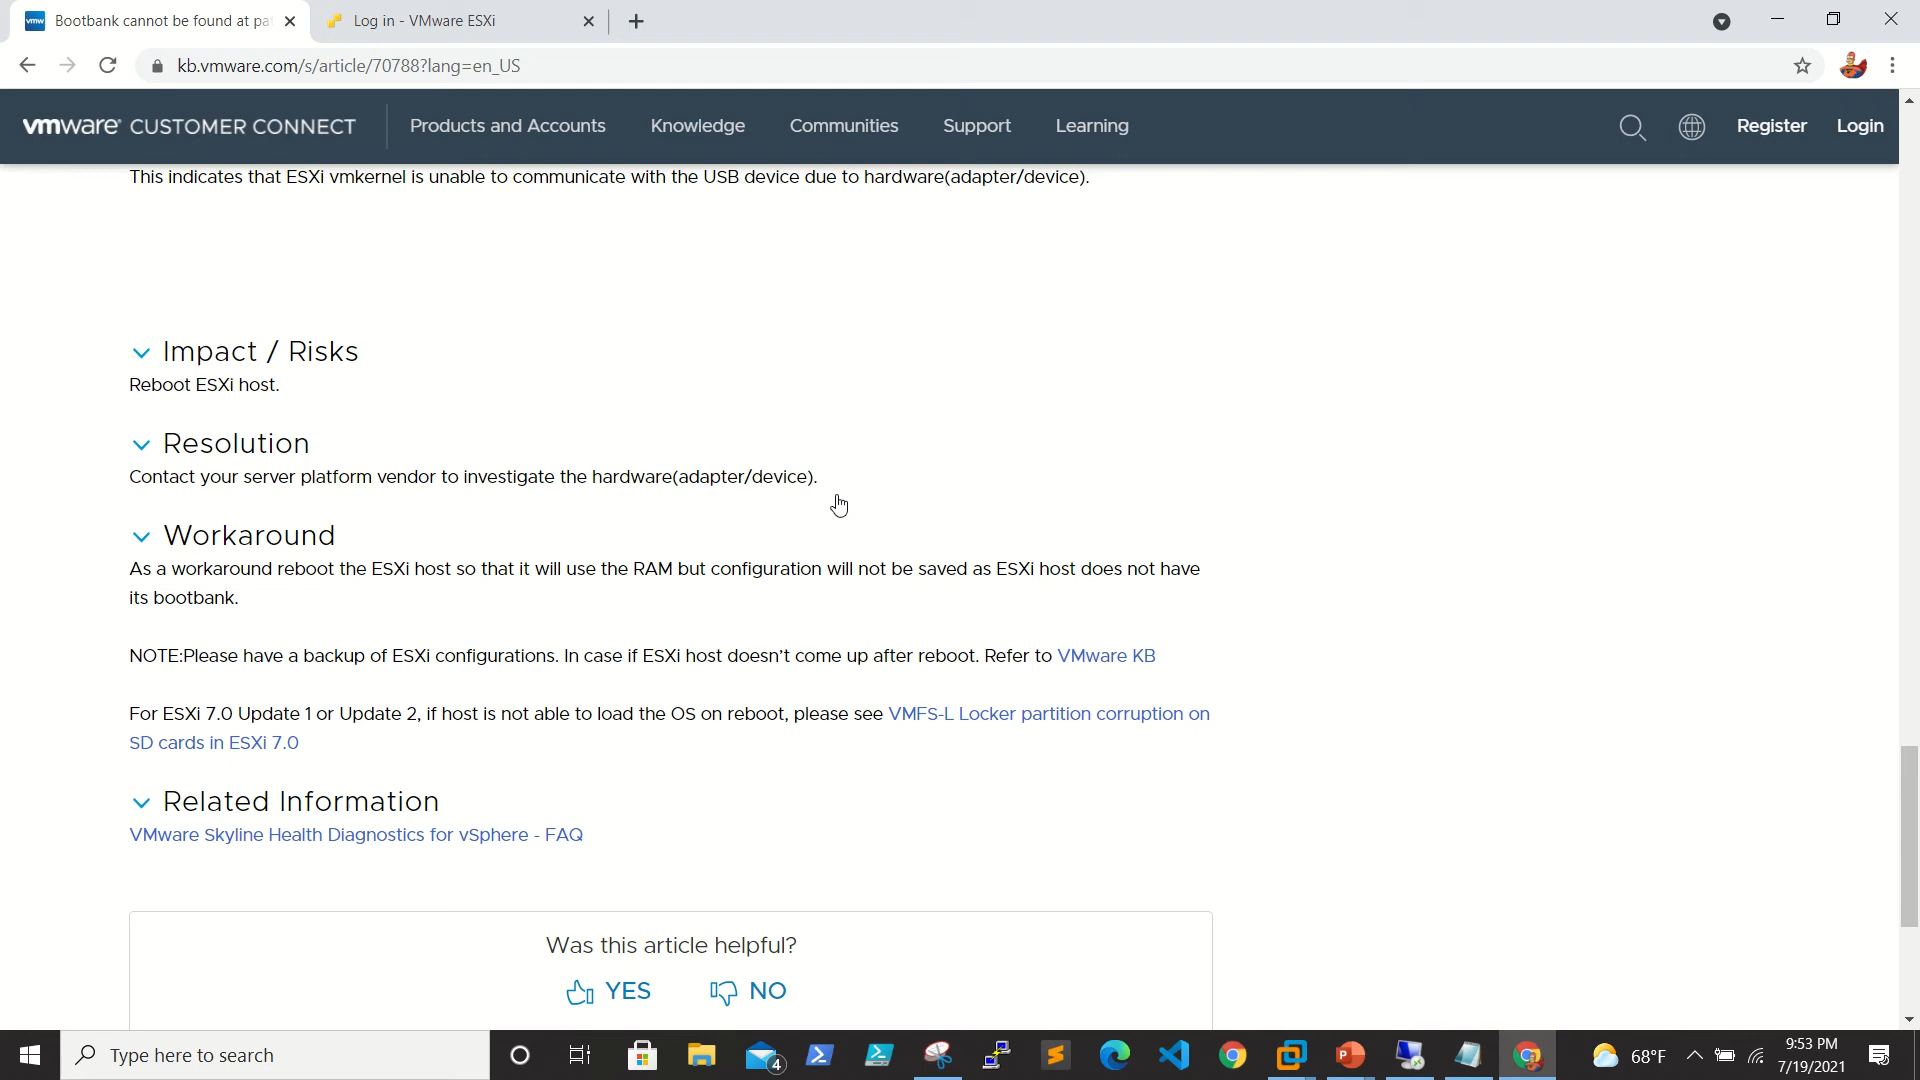 Bootbank cannot be found at pa
Log in - VMware ESXi
kb.vmware.com/s/article/70788?lang=en_US
vmware CUSTOMER CONNECT
Products and Accounts
Knowledge
Communities
Support
Learning
Register
Login
This indicates that ESXi vmkernel is unable to communicate with the USB device due to hardware(adapter/device).
Impact / Risks
Reboot ESXi host.
Resolution
Contact your server platform vendor to investigate the hardware(adapter/device).
Workaround
As a workaround reboot the ESXi host so that it will use the RAM but configuration will not be saved as ESXi host does not have
its bootbank.
NOTE:Please have a backup of ESXi configurations. In case if ESXi host doesn't come up after reboot. Refer to VMware KB
For ESXi 7.0 Update 1 or Update 2, if host is not able to load the OS on reboot, please see VMFS-L Locker partition corruption on
SD cards in ESXi 7.0
Related Information
VMware Skyline Health Diagnostics for vSphere - FAQ
Was this article helpful?
YES
NO
Type here to search
4
68°F
9:53 PM
7/19/2021